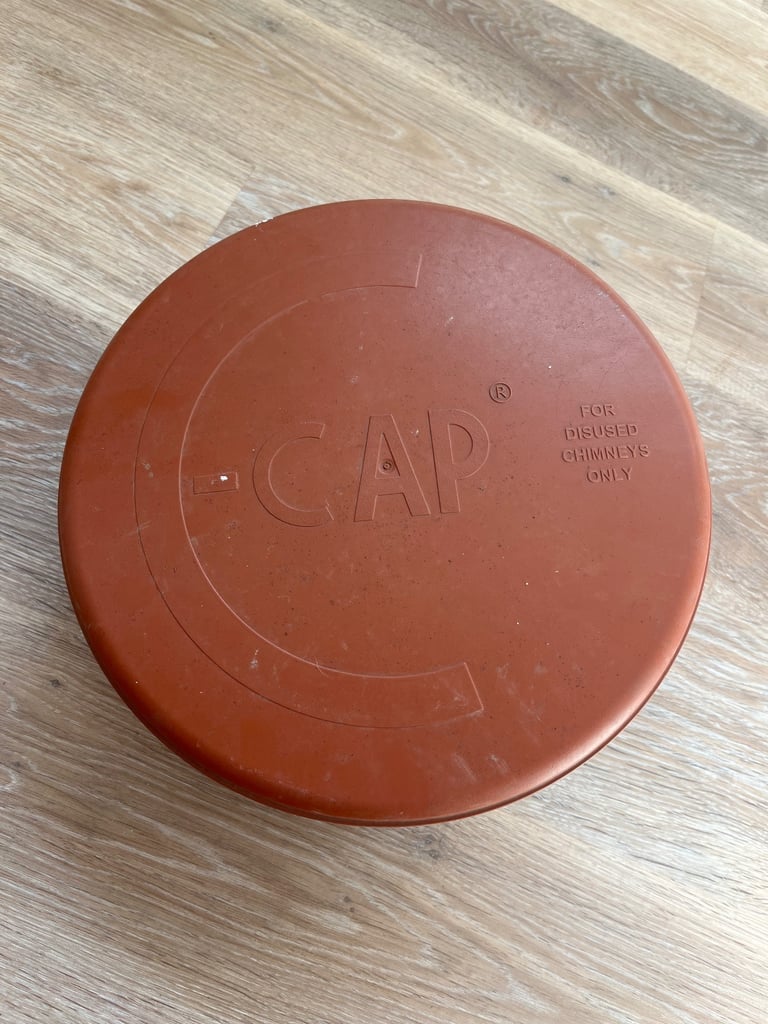 C-CAP®
FOR
DISUSED
CHIMNEYS
ONLY